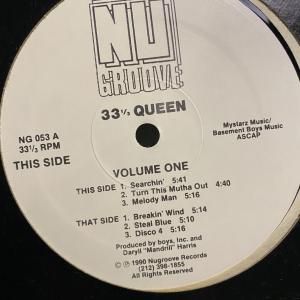 NU
GROOVE
33⅓ QUEEN
NG 053 A
33⅓ RPM
THIS SIDE
Mystarz Music/
Basement Boys Music
ASCAP
VOLUME ONE
THIS SIDE 1. Searchin' 5:41
2. Turn This Mutha Out 4:40
3. Melody Man 5:16
THAT SIDE 1. Breakin' Wind 5:14
2. Steal Blue 5:10
3. Disco 4 5:16
Produced by boys, Inc. and
Daryll "Mandrill" Harris
© ℗ 1990 Nugroove Records
(212) 398-1855